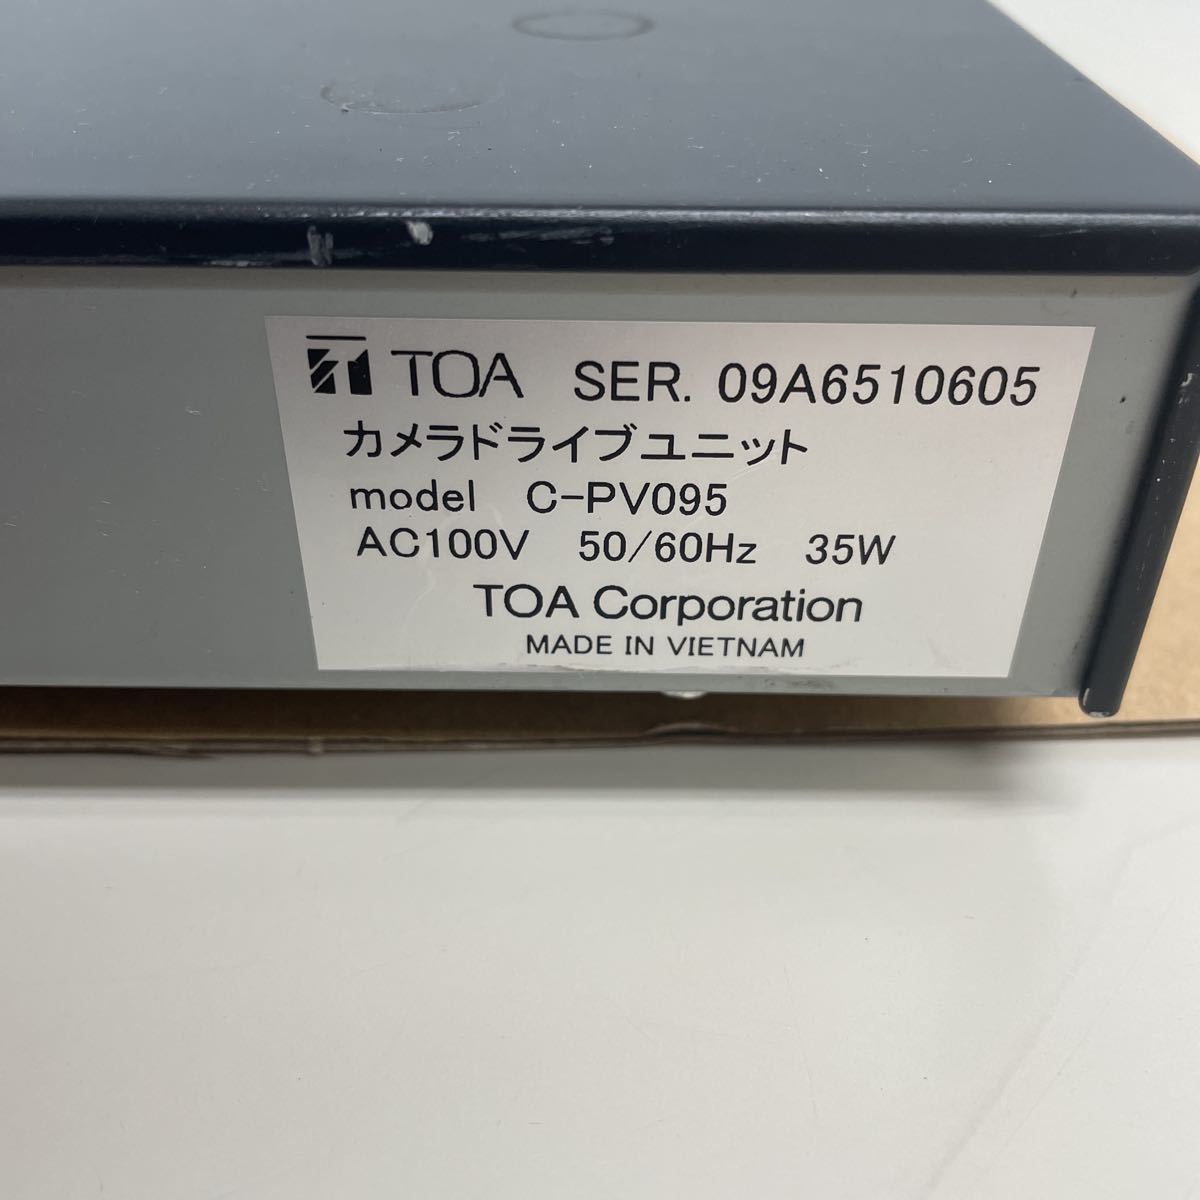 TOA SER. 09A6510605
カメラドライブユニット
model C-PV095
AC100V 50/60Hz 35W
TOA Corporation
MADE IN VIETNAM